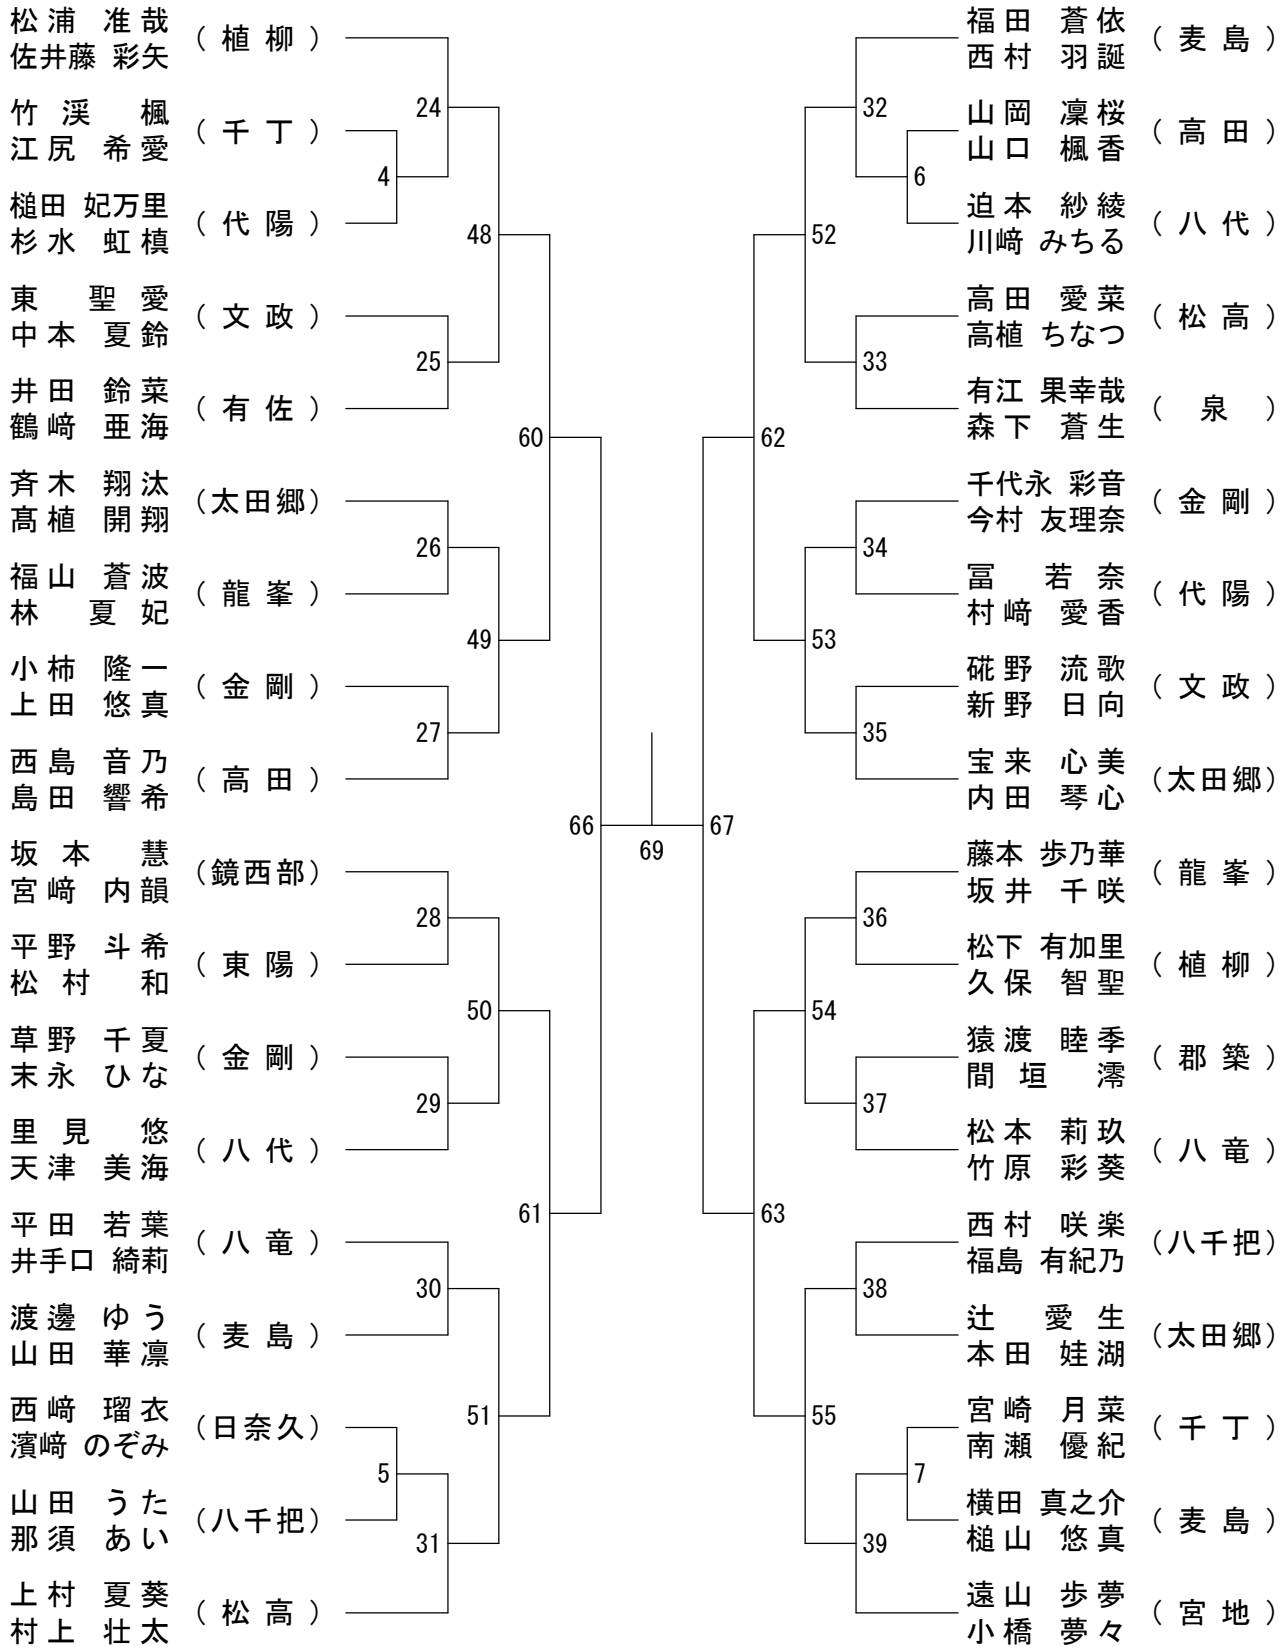 松浦 准哉
佐井藤 彩矢
(植柳)
竹渓 楓
江尻 希愛
(千丁)
槌田 妃万里
杉水 虹槙
(代陽)
東 聖愛
中本 夏鈴
(文政)
井田 鈴菜
鶴﨑 亜海
(有佐)
斉木 翔汰
髙植 開翔
(太田郷)
福山 蒼波
林 夏妃
(龍峯)
小柿 隆一
上田 悠真
(金剛)
西島 音乃
島田 響希
(高田)
坂本 慧
宮﨑 内韻
(鏡西部)
平野 斗希
松村 和
(東陽)
草野 千夏
末永 ひな
(金剛)
里見 悠
天津 美海
(八代)
平田 若葉
井手口 綺莉
(八竜)
渡邊 ゆう
山田 華凛
(麦島)
西﨑 瑠衣
濱﨑 のぞみ
(日奈久)
山田 うた
那須 あい
(八千把)
上村 夏葵
村上 壮太
(松高)
24
4
48
25
60
26
49
27
66
28
50
29
61
30
51
5
31
69
67
32
6
52
33
62
34
53
35
36
54
37
63
38
55
7
39
福田 蒼依
西村 羽誕
(麦島)
山岡 凜桜
山口 楓香
(高田)
迫本 紗綾
川﨑 みちる
(八代)
高田 愛菜
高植 ちなつ
(松高)
有江 果幸哉
森下 蒼生
(泉)
千代永 彩音
今村 友理奈
(金剛)
冨 若奈
村﨑 愛香
(代陽)
硴野 流歌
新野 日向
(文政)
宝来 心美
内田 琴心
(太田郷)
藤本 歩乃華
坂井 千咲
(龍峯)
松下 有加里
久保 智聖
(植柳)
猿渡 睦季
間垣 澪
(郡築)
松本 莉玖
竹原 彩葵
(八竜)
西村 咲楽
福島 有紀乃
(八千把)
辻 愛生
本田 娃湖
(太田郷)
宮崎 月菜
南瀬 優紀
(千丁)
横田 真之介
槌山 悠真
(麦島)
遠山 歩夢
小橋 夢々
(宮地)